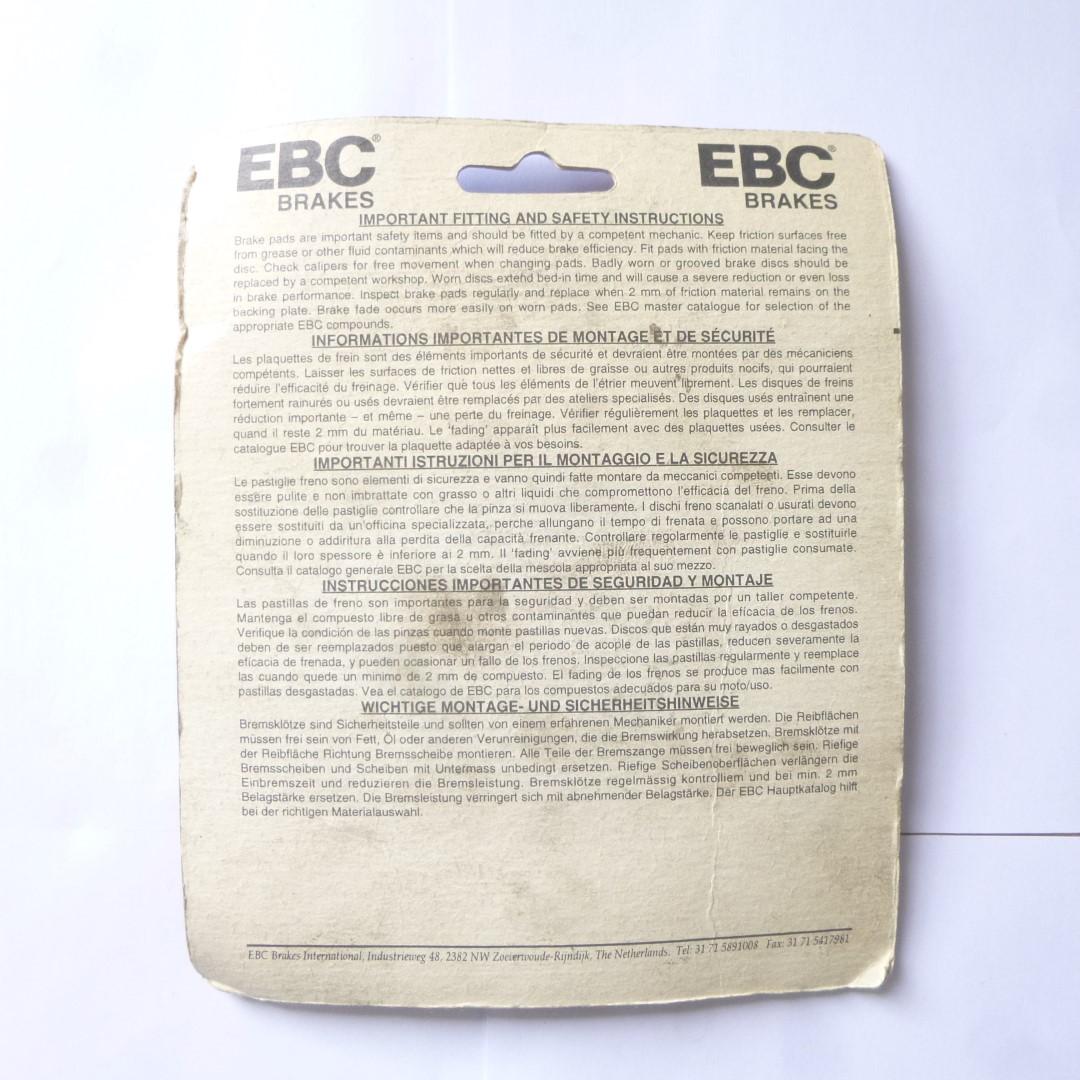 EBC® EBC®
BRAKES BRAKES
IMPORTANT FITTING AND SAFETY INSTRUCTIONS
Brake pads are important safety items and should be fitted by a competent mechanic. Keep friction surfaces free
from grease or other fluid contaminants which will reduce brake efficiency. Fit pads with friction material facing the
disc. Check calipers for free movement when changing pads. Badly worn or grooved brake discs should be
replaced by a competent workshop. Worn discs extend bed-in time and will cause a severe reduction or even loss
in brake performance. Inspect brake pads regularly and replace when 2 mm of friction material remains on the
backing plate. Brake fade occurs more easily on worn pads. See EBC master catalogue for selection of the
appropriate EBC compounds.
INFORMATIONS IMPORTANTES DE MONTAGE ET DE SÉCURITÉ
Les plaquettes de frein sont des éléments importants de sécurité et devraient être montées par des mécaniciens
compétents. Laisser les surfaces de friction nettes et libres de graisse ou autres produits nocifs, qui pourraient
réduire l'efficacité du freinage. Vérifier que tous les éléments de l'étrier meuvent librement. Les disques de freins
fortement rainurés ou usés devraient être remplacés par des ateliers specialisés. Des disques usés entraînent une
réduction importante – et même – une perte du freinage. Vérifier régulièrement les plaquettes et les remplacer,
quand il reste 2 mm du matériau. Le 'fading' apparaît plus facilement avec des plaquettes usées. Consulter le
catalogue EBC pour trouver la plaquette adaptée à vos besoins.
IMPORTANTI ISTRUZIONI PER IL MONTAGGIO E LA SICUREZZA
Le pastiglie freno sono elementi di sicurezza e vanno quindi fatte montare da meccanici competenti. Esse devono
essere pulite e non imbrattate con grasso o altri liquidi che compromettono l'efficacia del freno. Prima della
sostituzione delle pastiglie controllare che la pinza si muova liberamente. I dischi freno scanalati o usurati devono
essere sostituiti da un'officina specializzata, perche allungano il tempo di frenata e possono portare ad una
diminuzione o addiritura alla perdita della capacità frenante. Controllare regolarmente le pastiglie e sostituirle
quando il loro spessore è inferiore ai 2 mm. Il 'fading' avviene più frequentemente con pastiglie consumate.
Consulta il catalogo generale EBC per la scelta della mescola appropriata al suo mezzo.
INSTRUCCIONES IMPORTANTES DE SEGURIDAD Y MONTAJE
Las pastillas de freno son importantes para la seguridad y deben ser montadas por un taller competente.
Mantenga el compuesto libre de grasa u otros contaminantes que puedan reducir la eficacia de los frenos.
Verifique la condición de las pinzas cuando monte pastillas nuevas. Discos que están muy rayados o desgastados
deben de ser reemplazados puesto que alargan el periodo de acople de las pastillas, reducen severamente la
eficacia de frenada, y pueden ocasionar un fallo de los frenos. Inspeccione las pastillas regularmente y reemplace
las cuando quede un minimo de 2 mm de compuesto. El fading de los frenos se produce mas facilmente con
pastillas desgastadas. Vea el catalogo de EBC para los compuestos adecuados para su moto/uso.
WICHTIGE MONTAGE- UND SICHERHEITSHINWEISE
Bremsklötze sind Sicherheitsteile und sollten von einem erfahrenen Mechaniker montiert werden. Die Reibflächen
müssen frei sein von Fett, Öl oder anderen Verunreinigungen, die die Bremswirkung herabsetzen. Bremsklötze mit
der Reibfläche Richtung Bremsscheibe montieren. Alle Teile der Bremszange müssen frei beweglich sein. Riefige
Bremsscheiben und Scheiben mit Untermass unbedingt ersetzen. Riefige Scheibenoberflächen verlängern die
Einbremszeit und reduzieren die Bremsleistung. Bremsklötze regelmässig kontrolliern und bei min. 2 mm
Belagstärke ersetzen. Die Bremsleistung verringert sich mit abnehmender Belagstärke. Der EBC Hauptkatalog hilft
bei der richtigen Materialauswahl.
EBC Brakes International, Industrieweg 48, 2382 NW Zoeterwoude-Rijndijk, The Netherlands. Tel: 31 71 5891008 Fax: 31 71 5417981